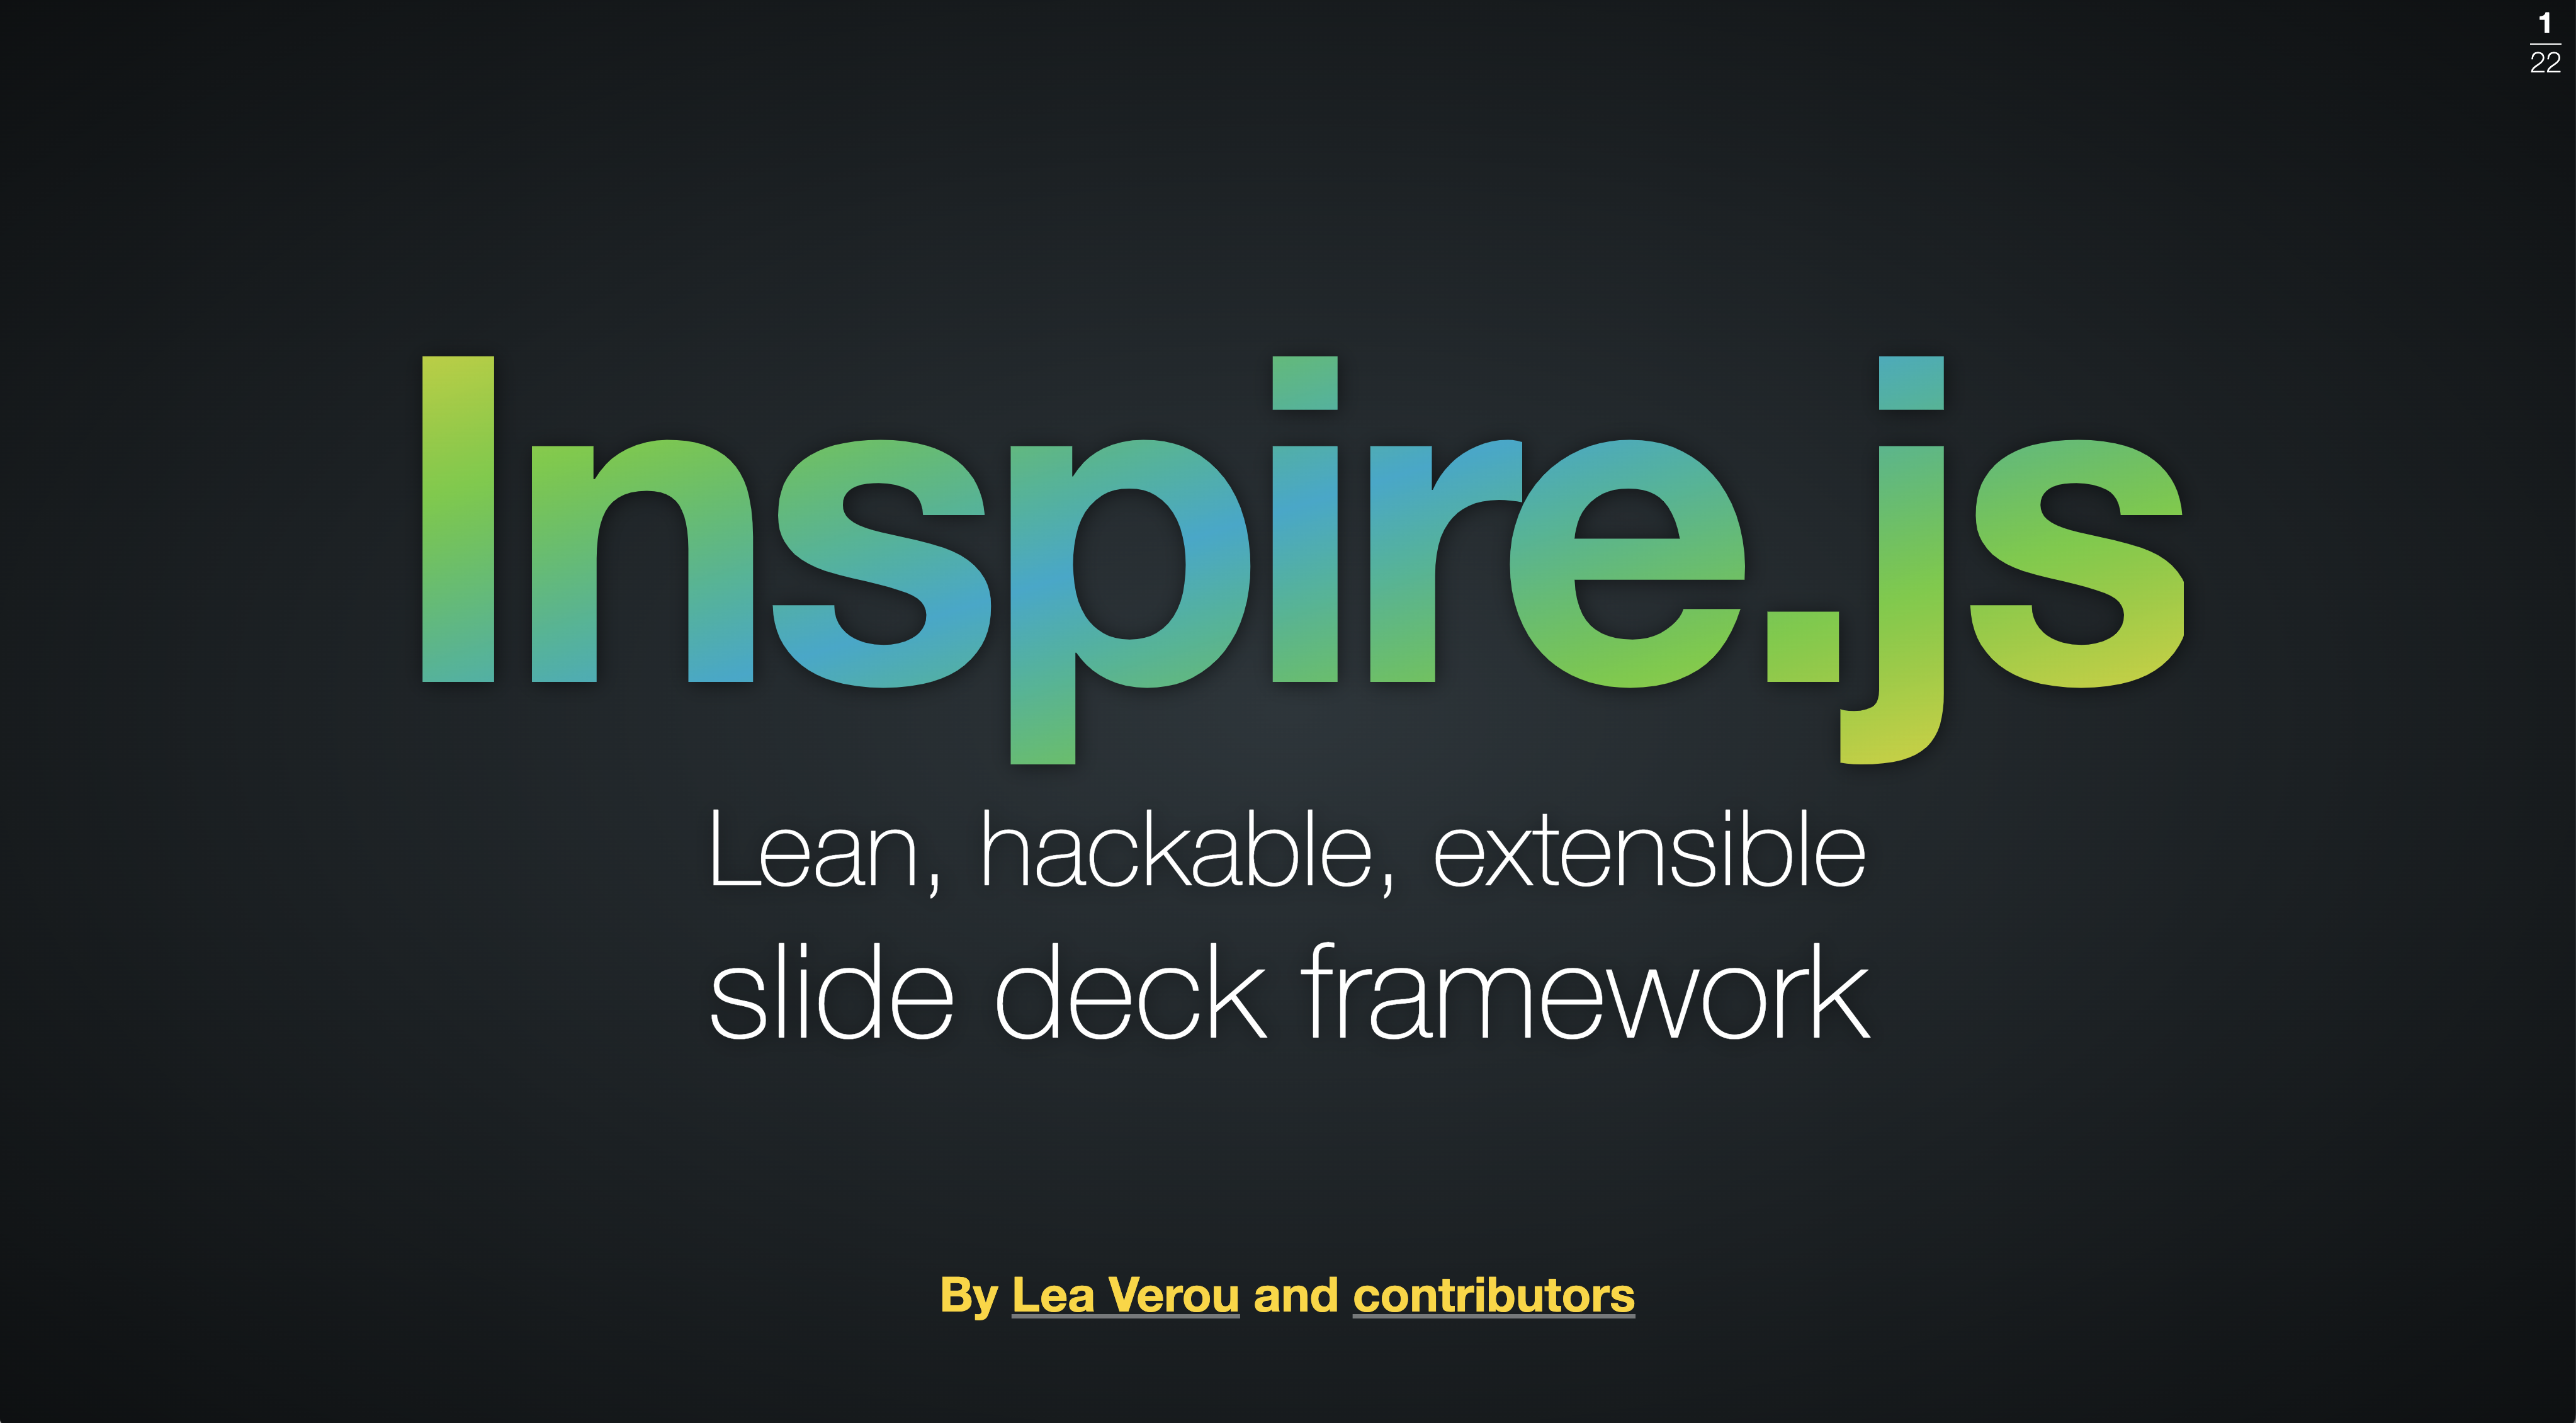 1
22
Inspire.js
Lean, hackable, extensible
slide deck framework
By Lea Verou and contributors